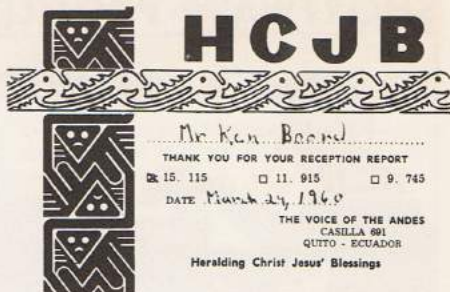 HCJB
Mr Ken
THANK YOU FOR YOUR RECEPTION REPORT
☒ 15. 115 ☐ 11. 915 ☐ 9. 745
DATE March 24, 1960
THE VOICE OF THE ANDES
CASILLA 691
QUITO - ECUADOR
Heralding Christ Jesus' Blessings